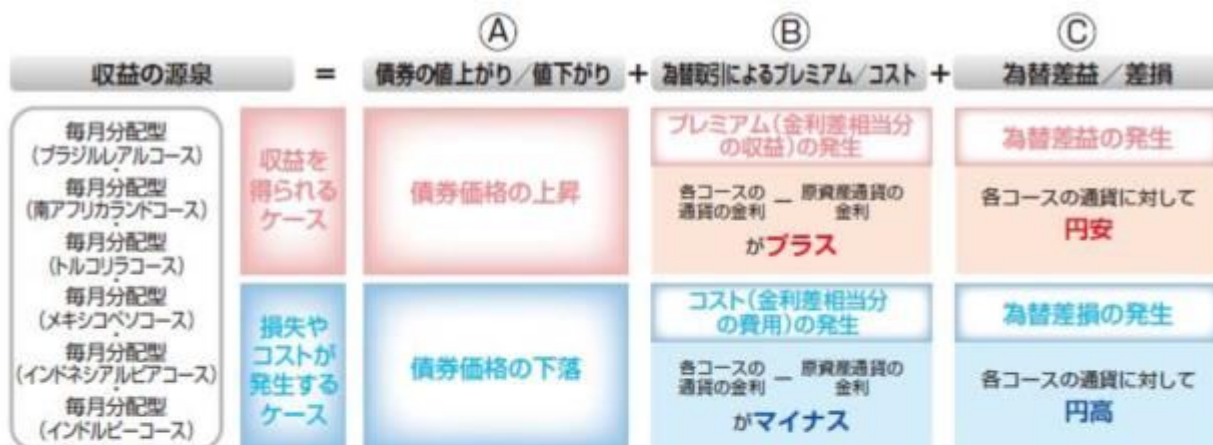 Ⓐ Ⓑ Ⓒ
収益の源泉 = 債券の値上がり/値下がり + 為替取引によるプレミアム/コスト + 為替差益/差損
毎月分配型
(ブラジルレアルコース)
・
毎月分配型
(南アフリカランドコース)
・
毎月分配型
(トルコリラコース)
・
毎月分配型
(メキシコペソコース)
・
毎月分配型
(インドネシアルピアコース)
・
毎月分配型
(インドルピーコース)
収益を
得られる
ケース
債券価格の上昇
プレミアム(金利差相当分
の収益)の発生
各コースの
通貨の金利
ー
原資産通貨の
金利
がプラス
為替差益の発生
各コースの通貨に対して
円安
損失や
コストが
発生する
ケース
債券価格の下落
コスト(金利差相当分
の費用)の発生
各コースの
通貨の金利
ー
原資産通貨の
金利
がマイナス
為替差損の発生
各コースの通貨に対して
円高